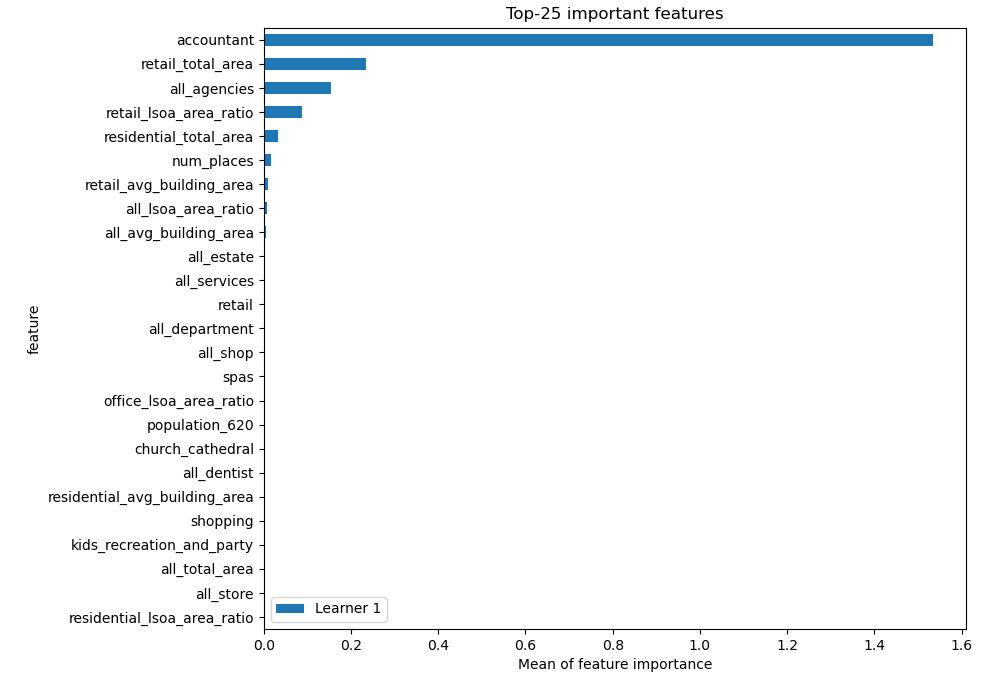 Top-25 important features
accountant
retail_total_area
all_agencies
retail_lsoa_area_ratio
residential_total_area
num_places
retail_avg_building_area
all_lsoa_area_ratio
all_avg_building_area
all_estate
all_services
retail
all_department
all_shop
spas
office_lsoa_area_ratio
population_620
church_cathedral
all_dentist
residential_avg_building_area
shopping
kids_recreation_and_party
all_total_area
all_store
residential_lsoa_area_ratio
feature
Learner 1
0.0 0.2 0.4 0.6 0.8 1.0 1.2 1.4 1.6
Mean of feature importance